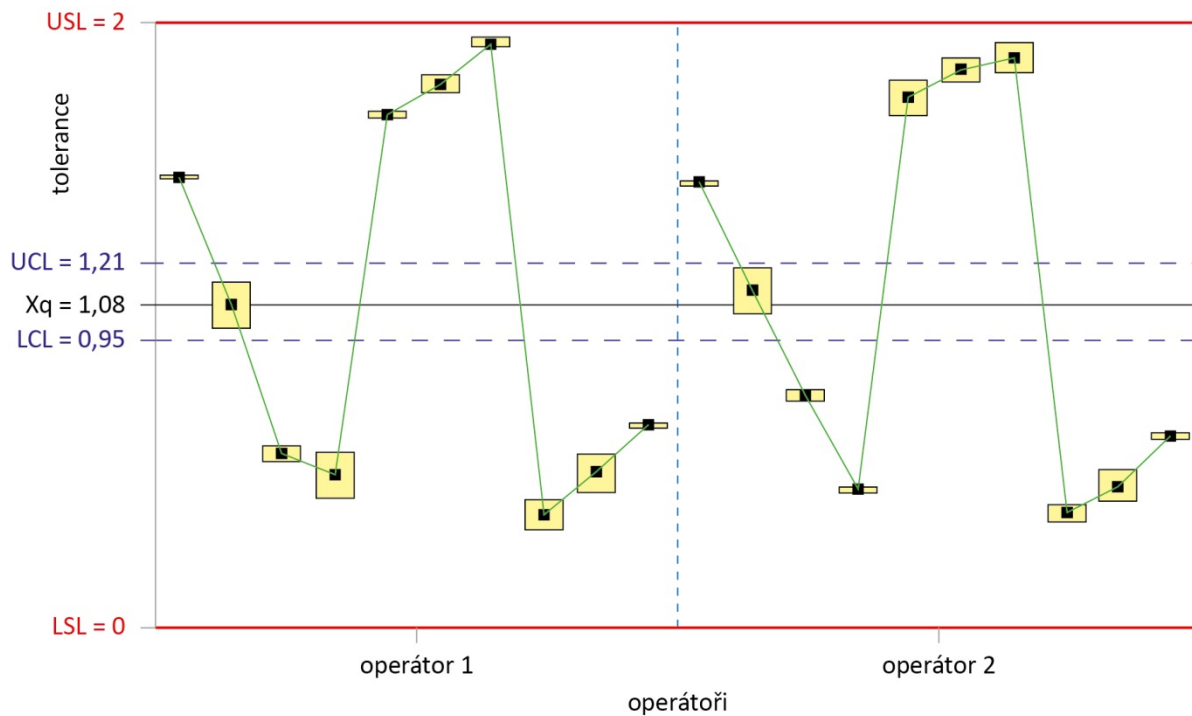 USL = 2
tolerance
UCL = 1,21
Xq = 1,08
LCL = 0,95
LSL = 0
operátor 1
operátor 2
operátoři